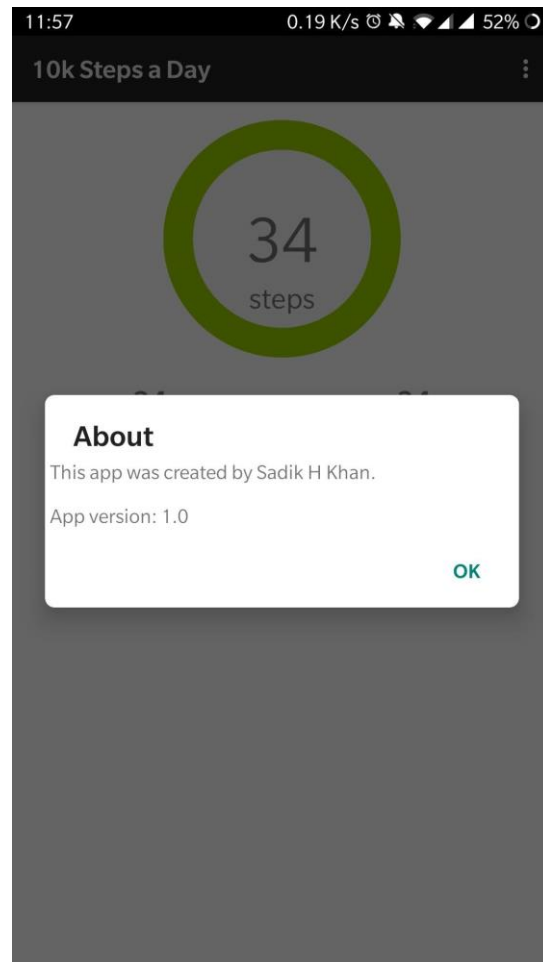 11:57 0.19 K/s 52%
10k Steps a Day
34
steps
About
This app was created by Sadik H Khan.
App version: 1.0
OK